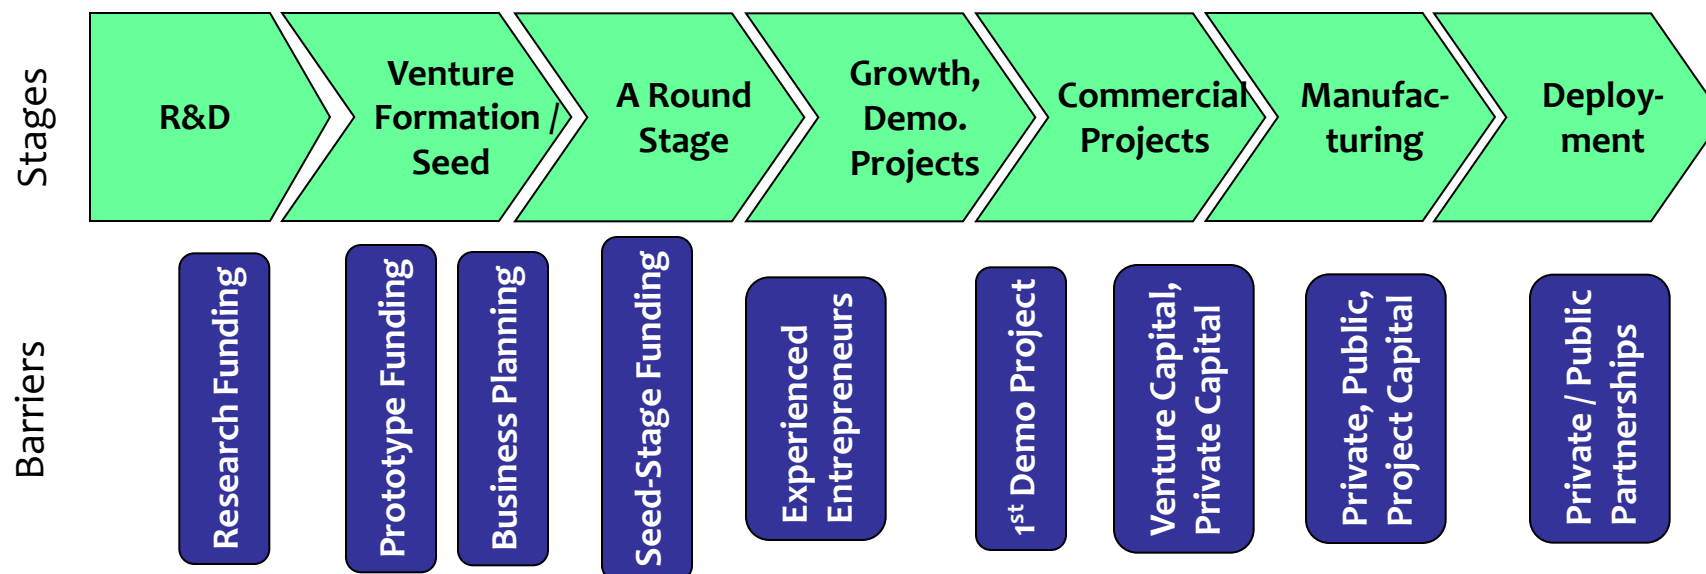 Stages
R&D
Venture
Formation /
Seed
A Round
Stage
Growth,
Demo.
Projects
Commercial
Projects
Manufac-
turing
Deploy-
ment
Barriers
Research Funding
Prototype Funding
Business Planning
Seed-Stage Funding
Experienced
Entrepreneurs
1st Demo Project
Venture Capital,
Private Capital
Private, Public,
Project Capital
Private / Public
Partnerships